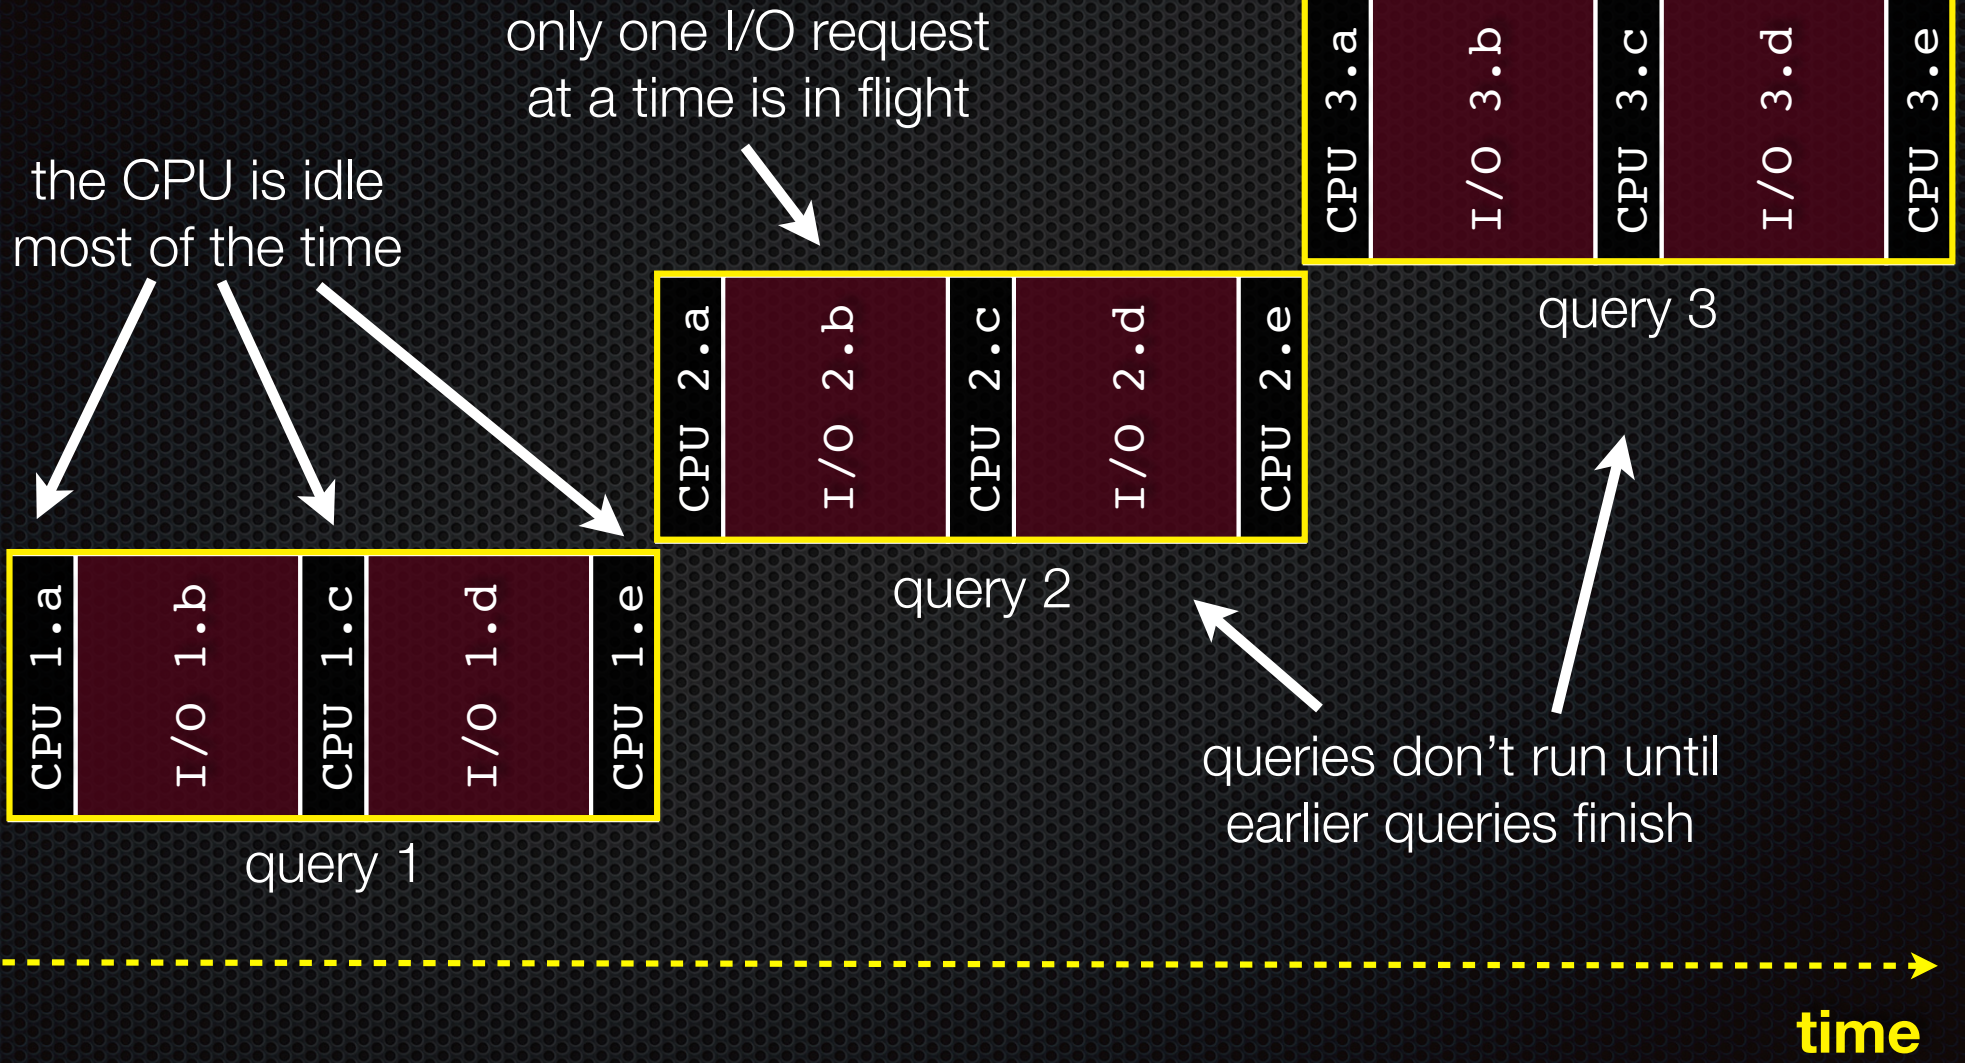 only one I/O request
at a time is in flight
the CPU is idle
most of the time
CPU 3.a
I/O 3.b
CPU 3.c
I/O 3.d
CPU 3.e
query 3
CPU 2.a
I/O 2.b
CPU 2.c
I/O 2.d
CPU 2.e
query 2
CPU 1.a
I/O 1.b
CPU 1.c
I/O 1.d
CPU 1.e
query 1
queries don’t run until
earlier queries finish
time